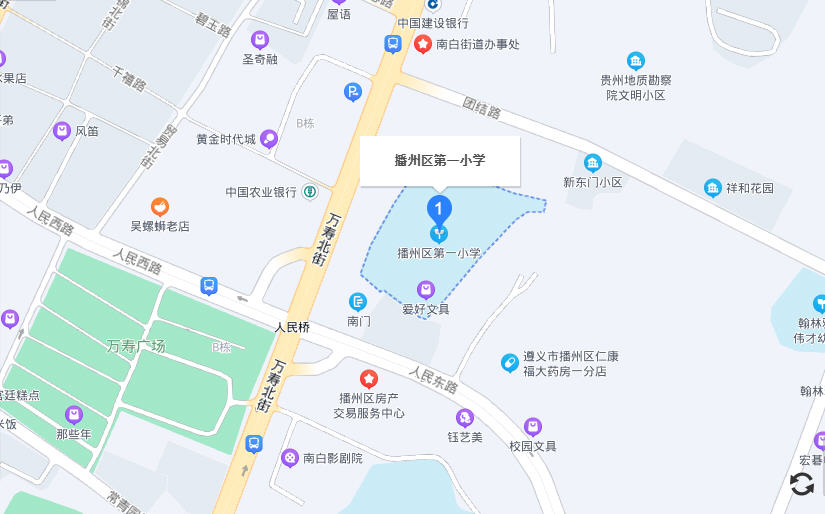 屋语
中国建设银行
碧玉路
锦北街
圣奇融
南白街道办事处
水果店
千禧路
贵州地质勘察
院文明小区
团结路
B栋
风笛
贸易北街
黄金时代城
播州区第一小学
新东门小区
祥和花园
乃伊
中国农业银行
吴螺蛳老店
人民西路
万寿北街
1
人民西路
播州区第一小学
爱好文具
南门
人民桥
万寿广场
B栋
遵义市播州区仁康
福大药房一分店
伟才幼
万寿北街
人民东路
宫廷糕点
播州区房产
交易服务中心
翰林
米饭
那些年
钰艺美
校园文具
南白影剧院
常青园